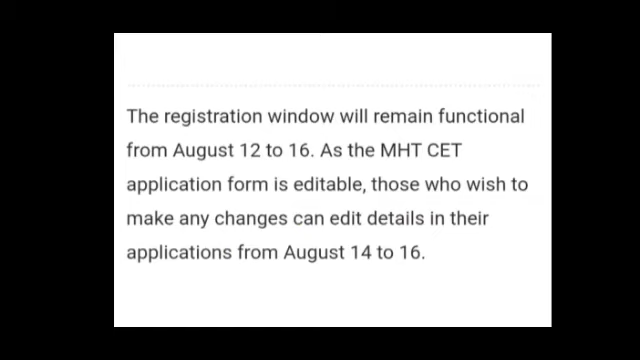 The registration window will remain functional
from August 12 to 16. As the MHT CET
application form is editable, those who wish to
make any changes can edit details in their
applications from August 14 to 16.